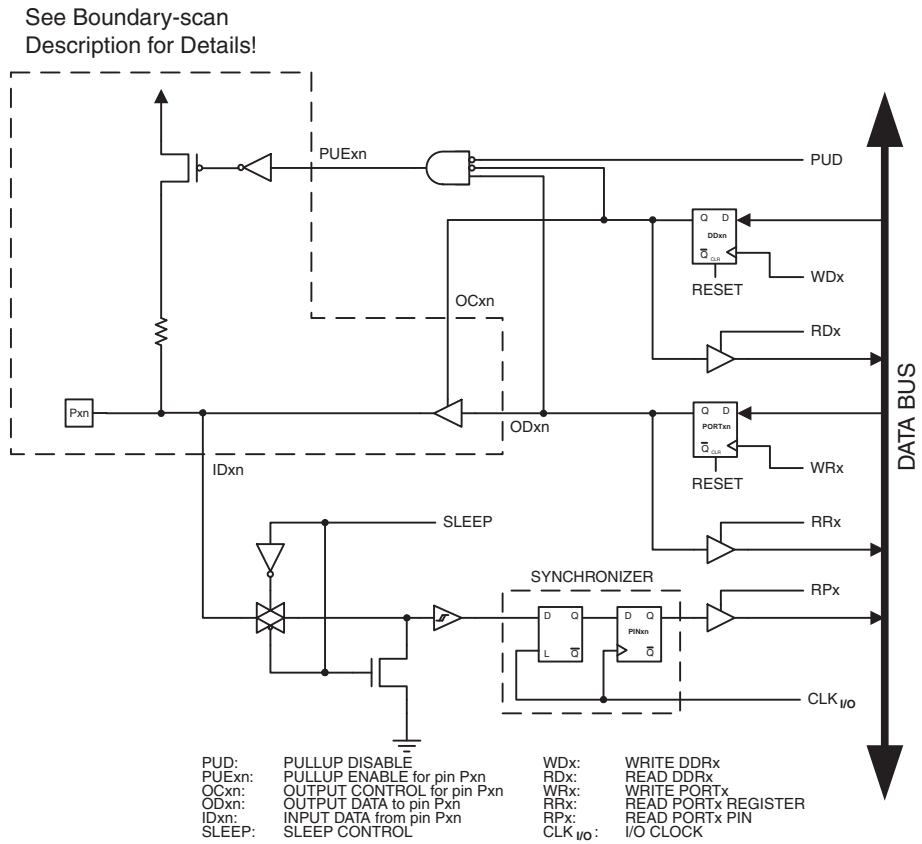 See Boundary-scan
Description for Details!
PUExn
PUD
Q D
DDxn
Q CLR
WDx
RESET
OCxn
RDx
Pxn
ODxn
Q D
PORTxn
Q CLR
WRx
RESET
IDxn
SLEEP
RRx
SYNCHRONIZER
RPx
D Q
L Q
D Q
PINxn
Q
CLK I/O
DATA BUS
PUD: PULLUP DISABLE
PUExn: PULLUP ENABLE for pin Pxn
OCxn: OUTPUT CONTROL for pin Pxn
ODxn: OUTPUT DATA to pin Pxn
IDxn: INPUT DATA from pin Pxn
SLEEP: SLEEP CONTROL
WDx: WRITE DDRx
RDx: READ DDRx
WRx: WRITE PORTx
RRx: READ PORTx REGISTER
RPx: READ PORTx PIN
CLK I/O: I/O CLOCK